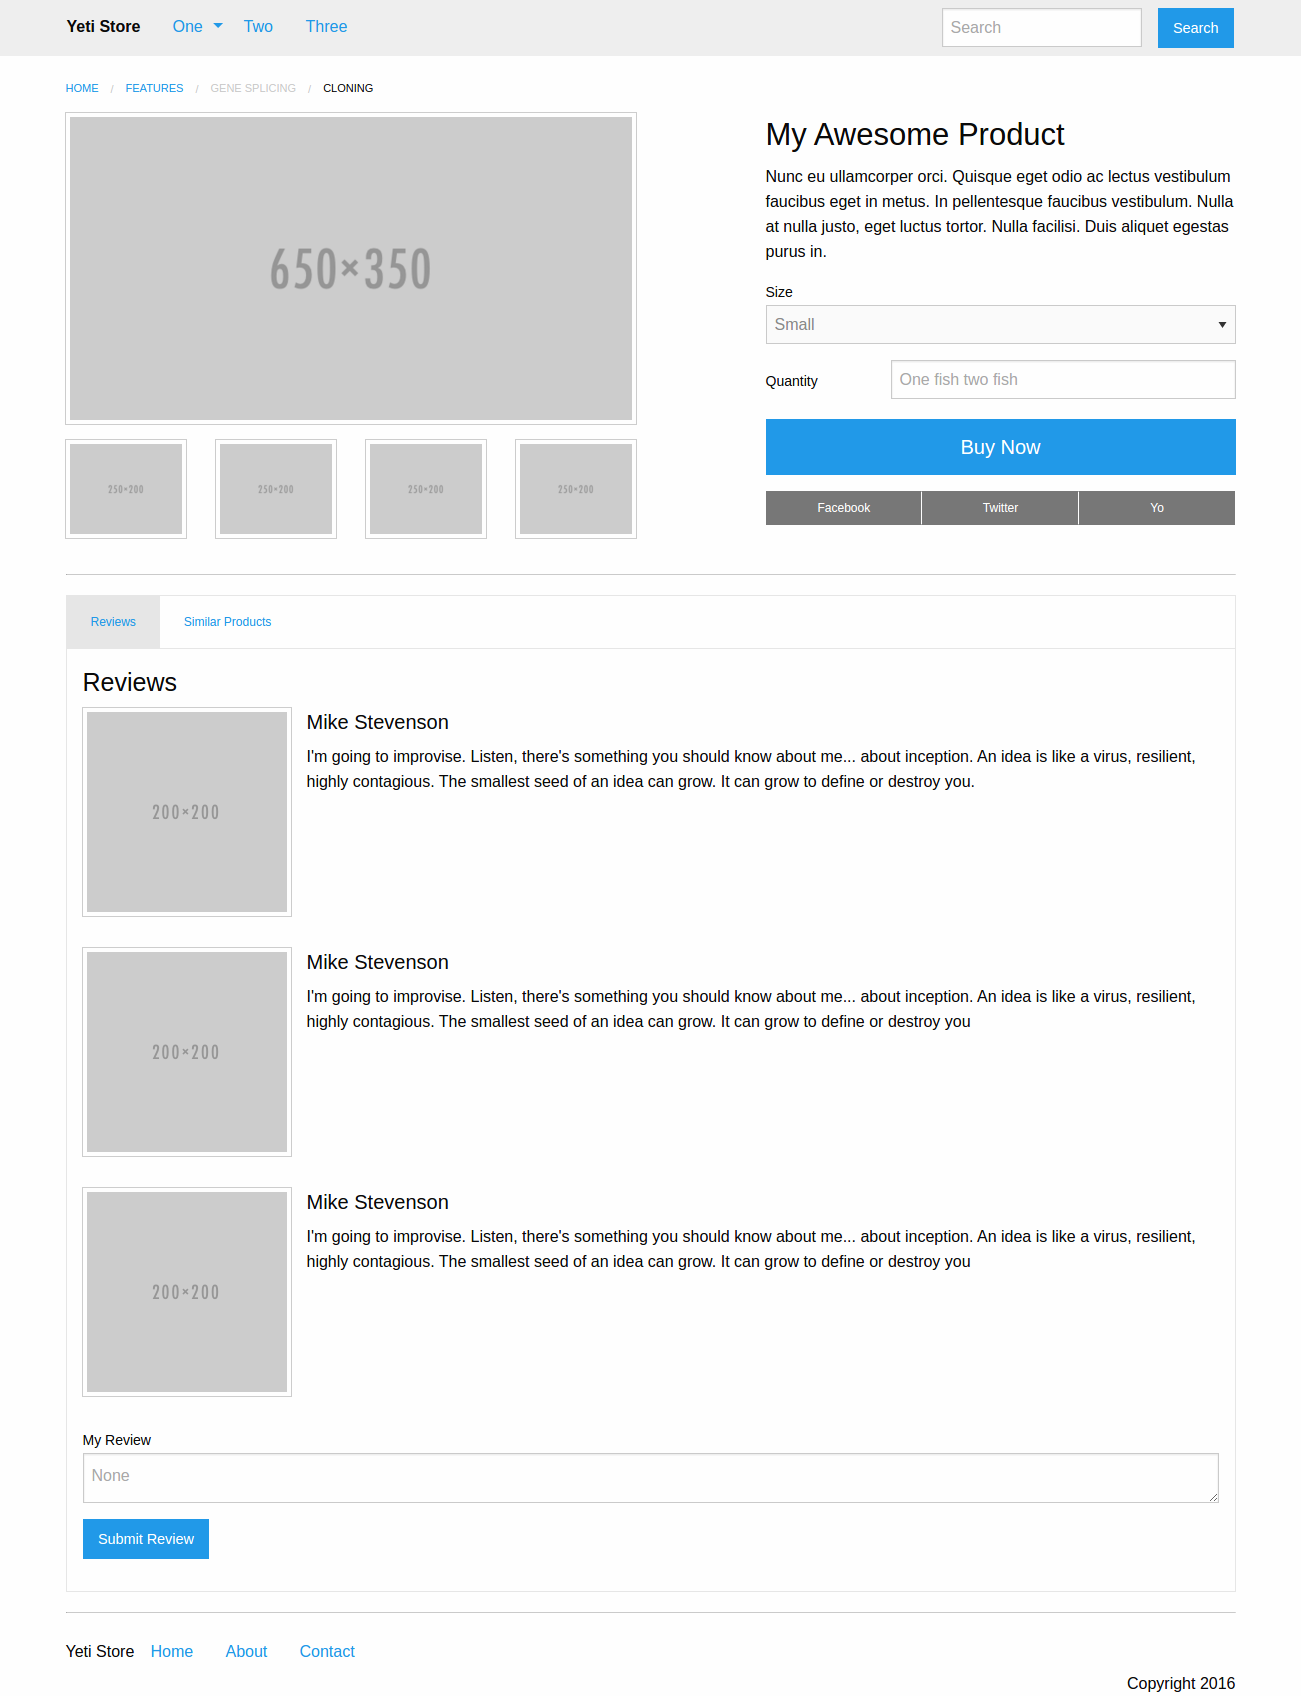 Yeti Store One Two Three Search Search
HOME / FEATURES / GENE SPLICING / CLONING
650×350
250×200 250×200 250×200 250×200
My Awesome Product
Nunc eu ullamcorper orci. Quisque eget odio ac lectus vestibulum
faucibus eget in metus. In pellentesque faucibus vestibulum. Nulla
at nulla justo, eget luctus tortor. Nulla facilisi. Duis aliquet egestas
purus in.
Size
Small
Quantity One fish two fish
Buy Now
Facebook Twitter Yo
Reviews Similar Products
Reviews
200×200
Mike Stevenson
I'm going to improvise. Listen, there's something you should know about me... about inception. An idea is like a virus, resilient,
highly contagious. The smallest seed of an idea can grow. It can grow to define or destroy you.
200×200
Mike Stevenson
I'm going to improvise. Listen, there's something you should know about me... about inception. An idea is like a virus, resilient,
highly contagious. The smallest seed of an idea can grow. It can grow to define or destroy you
200×200
Mike Stevenson
I'm going to improvise. Listen, there's something you should know about me... about inception. An idea is like a virus, resilient,
highly contagious. The smallest seed of an idea can grow. It can grow to define or destroy you
My Review
None
Submit Review
Yeti Store Home About Contact
Copyright 2016